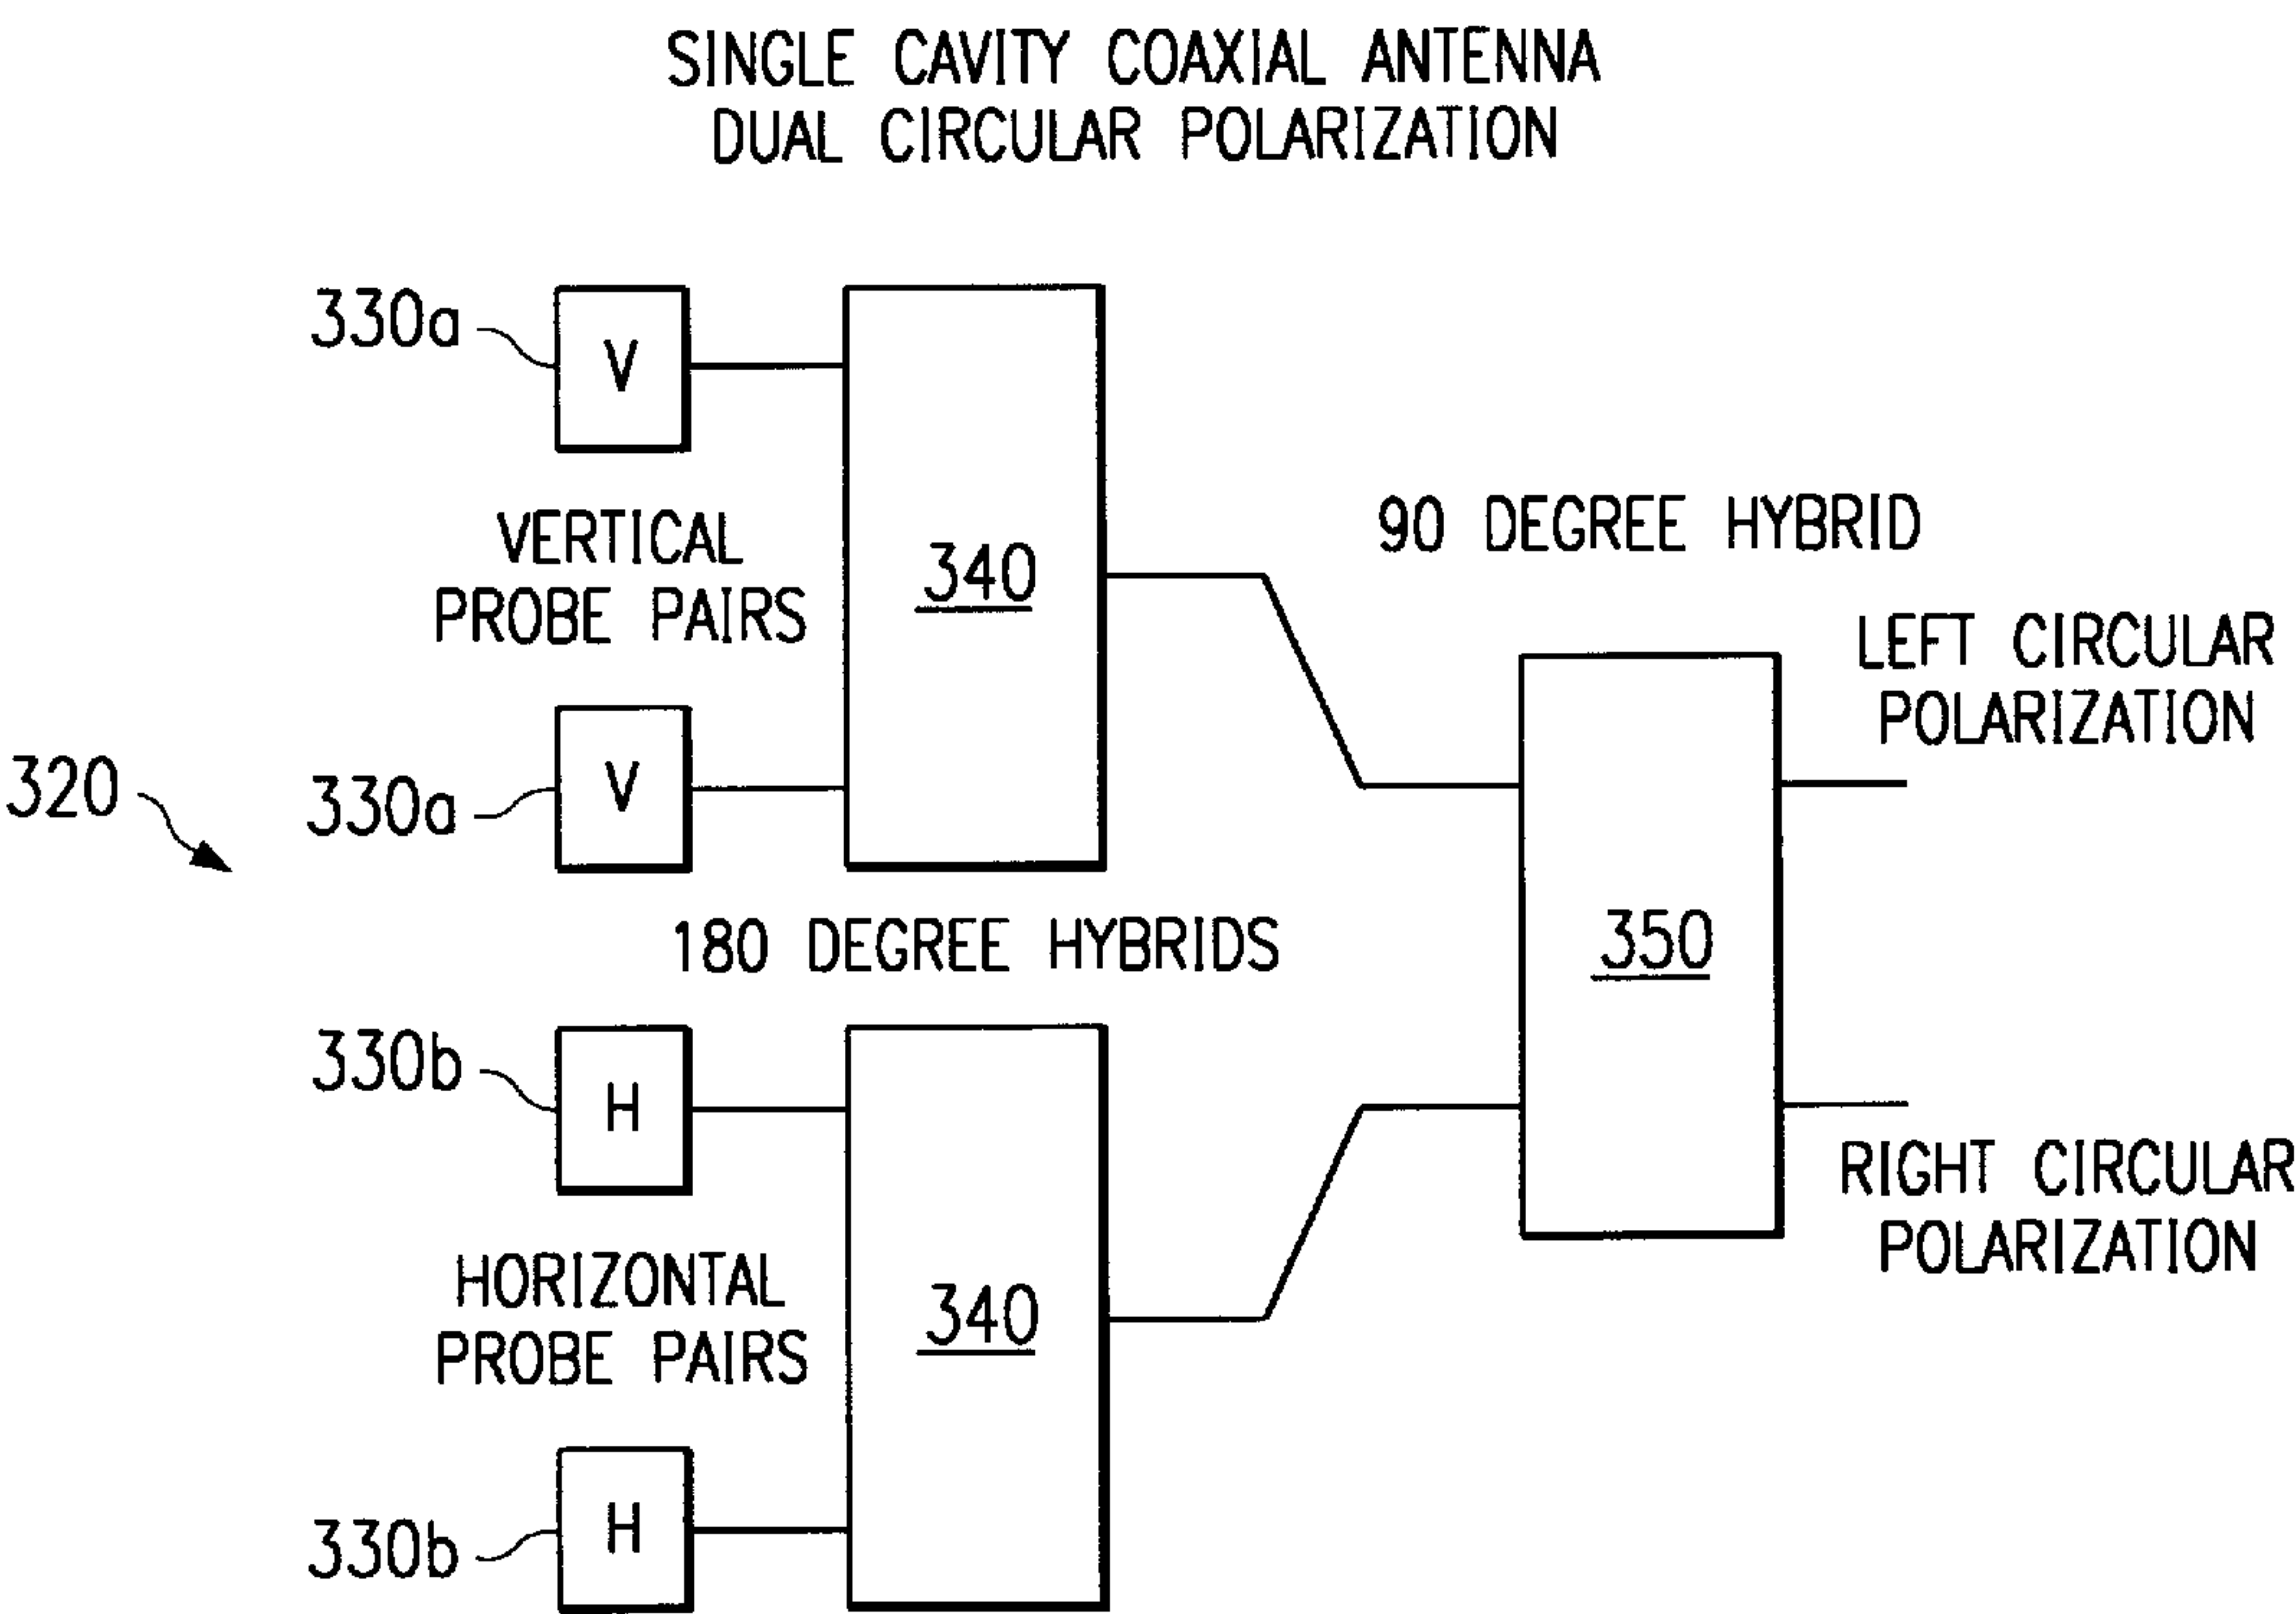 SINGLE CAVITY COAXIAL ANTENNA
DUAL CIRCULAR POLARIZATION
330a
V
VERTICAL
PROBE PAIRS
340
90 DEGREE HYBRID
LEFT CIRCULAR
POLARIZATION
320
330a
V
180 DEGREE HYBRIDS
350
330b
H
RIGHT CIRCULAR
POLARIZATION
HORIZONTAL
PROBE PAIRS
340
330b
H